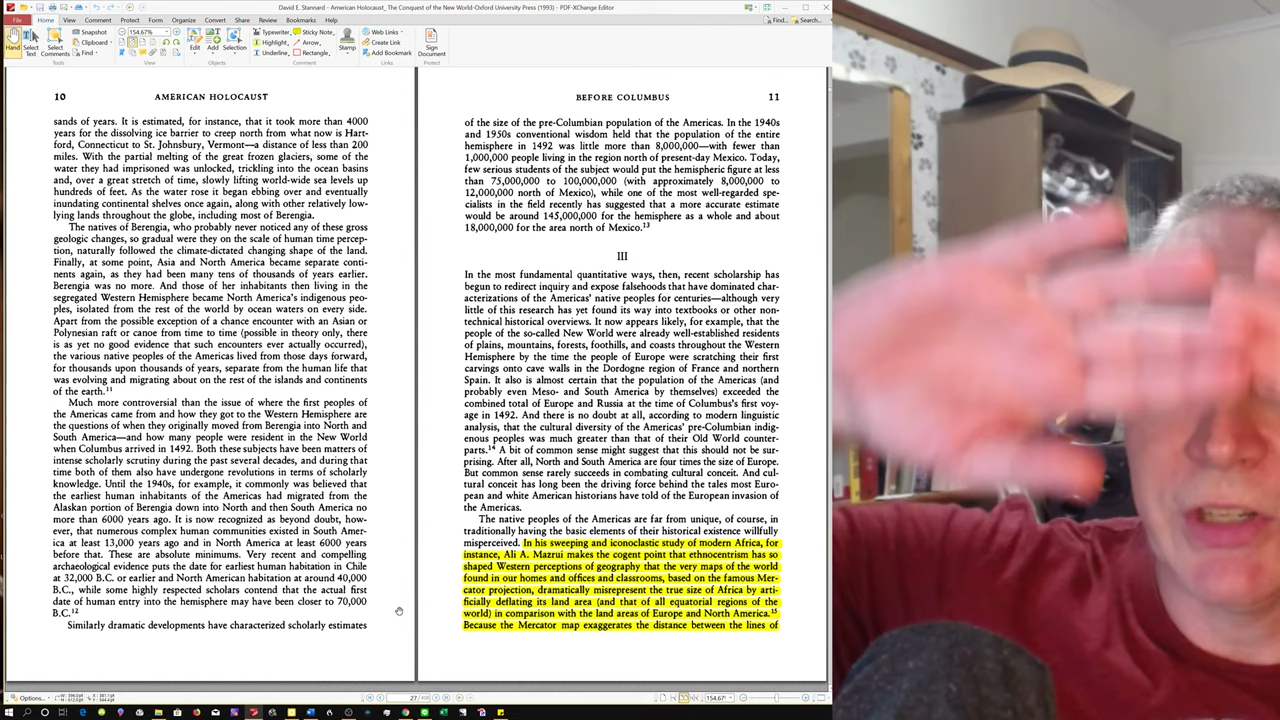 David E. Stannard - American Holocaust_ The Conquest of the New World-Oxford University Press (1993) - PDF-XChange Editor
File Home View Comment Protect Form Organize Convert Share Review Bookmarks Help
Find... Search...
Hand
Select Text
Select Comments
Snapshot
Clipboard
Find
154.67%
Edit
Add
Selection
Typewriter
Highlight
Underline
Sticky Note
Arrow
Rectangle
Stamp
Web Links
Create Link
Add Bookmark
Sign Document
Tools View Objects Comment Links Protect
10 AMERICAN HOLOCAUST
sands of years. It is estimated, for instance, that it took more than 4000
years for the dissolving ice barrier to creep north from what now is Hart-
ford, Connecticut to St. Johnsbury, Vermont—a distance of less than 200
miles. With the partial melting of the great frozen glaciers, some of the
water they had imprisoned was unlocked, trickling into the ocean basins
and, over a great stretch of time, slowly lifting world-wide sea levels up
hundreds of feet. As the water rose it began ebbing over and eventually
inundating continental shelves once again, along with other relatively low-
lying lands throughout the globe, including most of Berengia.
The natives of Berengia, who probably never noticed any of these gross
geologic changes, so gradual were they on the scale of human time percep-
tion, naturally followed the climate-dictated changing shape of the land.
Finally, at some point, Asia and North America became separate conti-
nents again, as they had been many tens of thousands of years earlier.
Berengia was no more. And those of her inhabitants then living in the
segregated Western Hemisphere became North America's indigenous peo-
ples, isolated from the rest of the world by ocean waters on every side.
Apart from the possible exception of a chance encounter with an Asian or
Polynesian raft or canoe from time to time (possible in theory only, there
is as yet no good evidence that such encounters ever actually occurred),
the various native peoples of the Americas lived from those days forward,
for thousands upon thousands of years, separate from the human life that
was evolving and migrating about on the rest of the islands and continents
of the earth.11
Much more controversial than the issue of where the first peoples of
the Americas came from and how they got to the Western Hemisphere are
the questions of when they originally moved from Berengia into North and
South America—and how many people were resident in the New World
when Columbus arrived in 1492. Both these subjects have been matters of
intense scholarly scrutiny during the past several decades, and during that
time both of them also have undergone revolutions in terms of scholarly
knowledge. Until the 1940s, for example, it commonly was believed that
the earliest human inhabitants of the Americas had migrated from the
Alaskan portion of Berengia down into North and then South America no
more than 6000 years ago. It is now recognized as beyond doubt, how-
ever, that numerous complex human communities existed in South Amer-
ica at least 13,000 years ago and in North America at least 6000 years
before that. These are absolute minimums. Very recent and compelling
archaeological evidence puts the date for earliest human habitation in Chile
at 32,000 B.C. or earlier and North American habitation at around 40,000
B.C., while some highly respected scholars contend that the actual first
date of human entry into the hemisphere may have been closer to 70,000
B.C.12
Similarly dramatic developments have characterized scholarly estimates
BEFORE COLUMBUS 11
of the size of the pre-Columbian population of the Americas. In the 1940s
and 1950s conventional wisdom held that the population of the entire
hemisphere in 1492 was little more than 8,000,000—with fewer than
1,000,000 people living in the region north of present-day Mexico. Today,
few serious students of the subject would put the hemispheric figure at less
than 75,000,000 to 100,000,000 (with approximately 8,000,000 to
12,000,000 north of Mexico), while one of the most well-regarded spe-
cialists in the field recently has suggested that a more accurate estimate
would be around 145,000,000 for the hemisphere as a whole and about
18,000,000 for the area north of Mexico.13
III
In the most fundamental quantitative ways, then, recent scholarship has
begun to redirect inquiry and expose falsehoods that have dominated char-
acterizations of the Americas' native peoples for centuries—although very
little of this research has yet found its way into textbooks or other non-
technical historical overviews. It now appears likely, for example, that the
people of the so-called New World were already well-established residents
of plains, mountains, forests, foothills, and coasts throughout the Western
Hemisphere by the time the people of Europe were scratching their first
carvings onto cave walls in the Dordogne region of France and northern
Spain. It also is almost certain that the population of the Americas (and
probably even Meso- and South America by themselves) exceeded the
combined total of Europe and Russia at the time of Columbus's first voy-
age in 1492. And there is no doubt at all, according to modern linguistic
analysis, that the cultural diversity of the Americas' pre-Columbian indig-
enous peoples was much greater than that of their Old World counter-
parts.14 A bit of common sense might suggest that this should not be sur-
prising. After all, North and South America are four times the size of Europe.
But common sense rarely succeeds in combating cultural conceit. And cul-
tural conceit has long been the driving force behind the tales most Euro-
pean and white American historians have told of the European invasion of
the Americas.
The native peoples of the Americas are far from unique, of course, in
traditionally having the basic elements of their historical existence willfully
misperceived. In his sweeping and iconoclastic study of modern Africa, for
instance, Ali A. Mazrui makes the cogent point that ethnocentrism has so
shaped Western perceptions of geography that the very maps of the world
found in our homes and offices and classrooms, based on the famous Mer-
cator projection, dramatically misrepresent the true size of Africa by arti-
ficially deflating its land area (and that of all equatorial regions of the
world) in comparison with the land areas of Europe and North America.15
Because the Mercator map exaggerates the distance between the lines of
Options...
27
154.67%